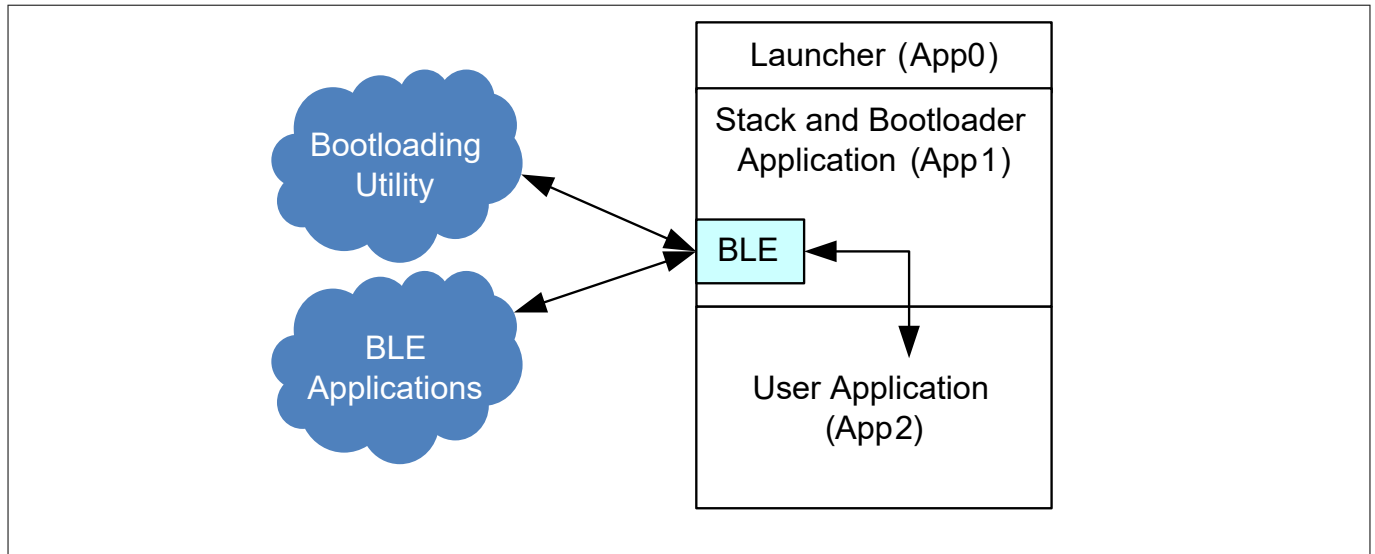 Launcher (App0)
Stack and Bootloader
Application (App1)
Bootloading
Utility
BLE
BLE
Applications
User Application
(App2)